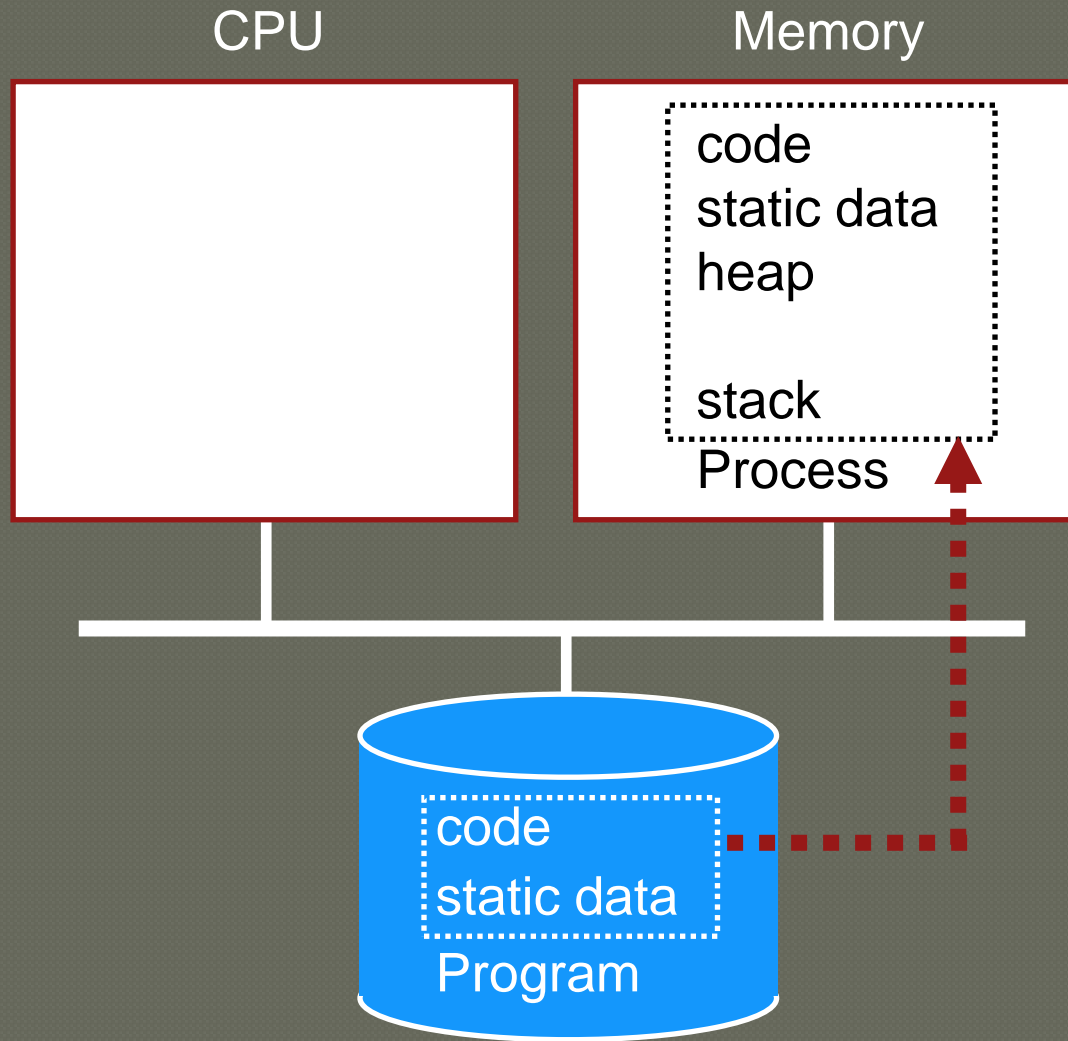 CPU
Memory
code
static data
heap
stack
Process
code
static data
Program